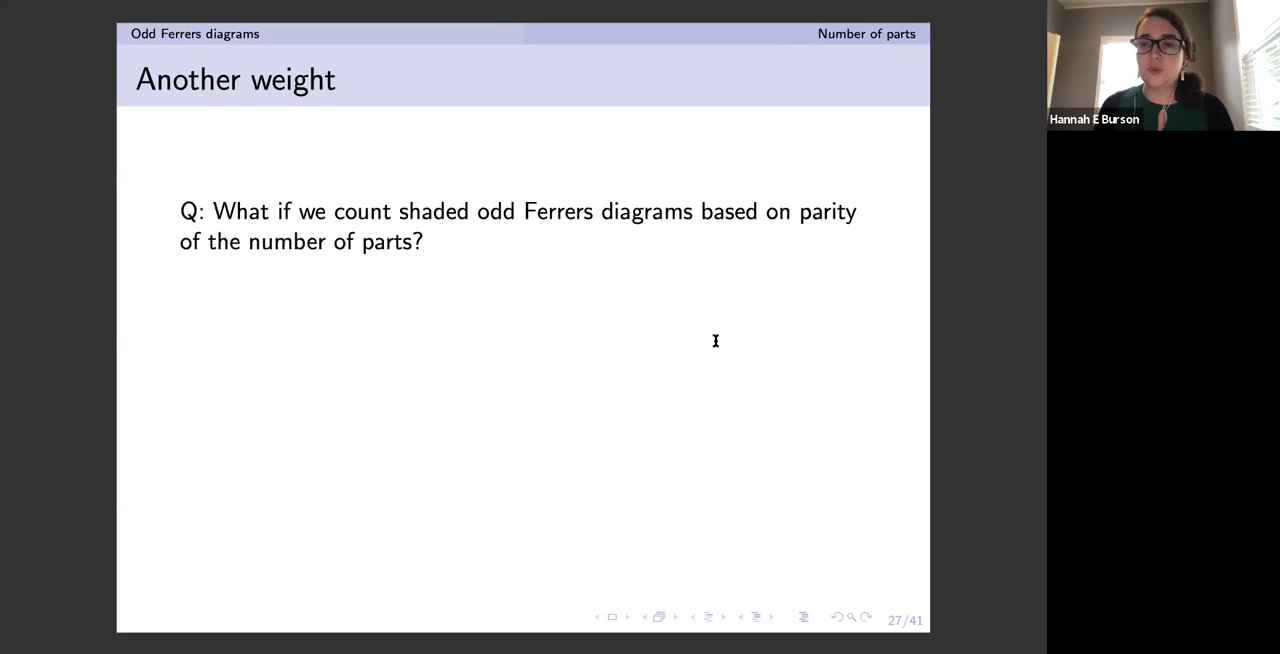 Odd Ferrers diagrams
Number of parts
Another weight
Q: What if we count shaded odd Ferrers diagrams based on parity
of the number of parts?
27/41
Hannah E Burson